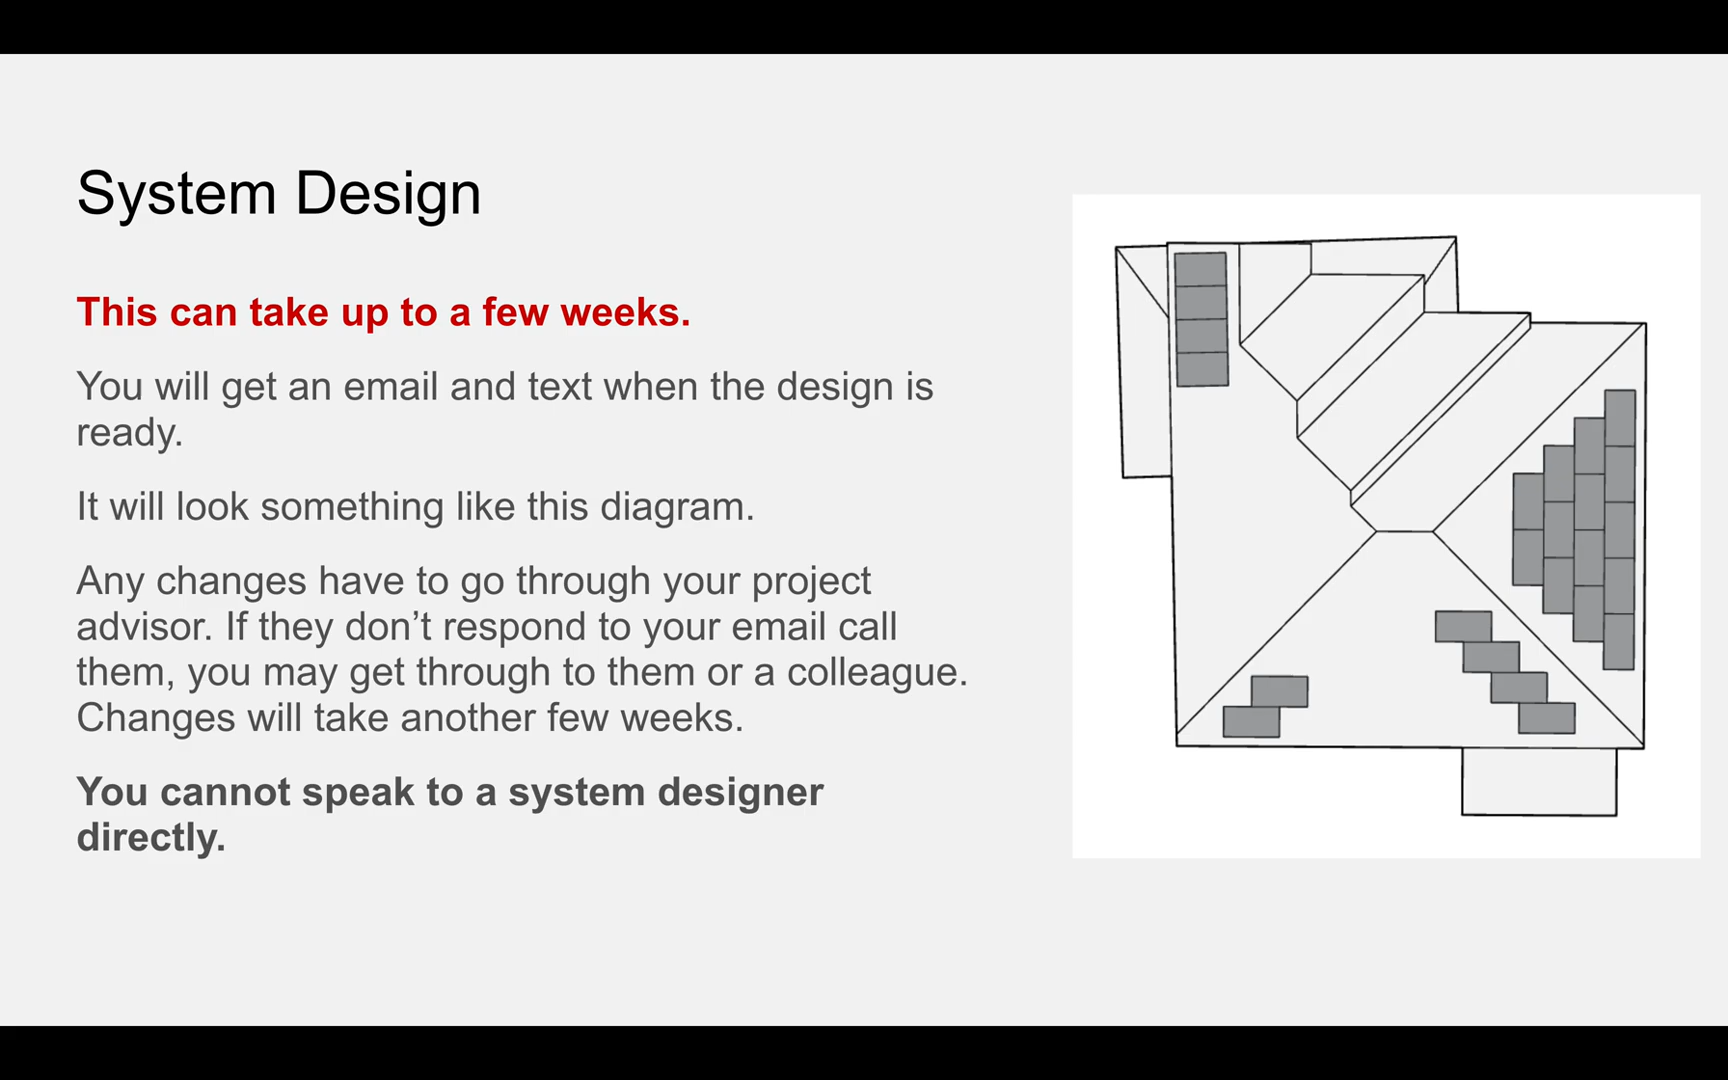 System Design
This can take up to a few weeks.
You will get an email and text when the design is
ready.
It will look something like this diagram.
Any changes have to go through your project
advisor. If they don’t respond to your email call
them, you may get through to them or a colleague.
Changes will take another few weeks.
You cannot speak to a system designer
directly.